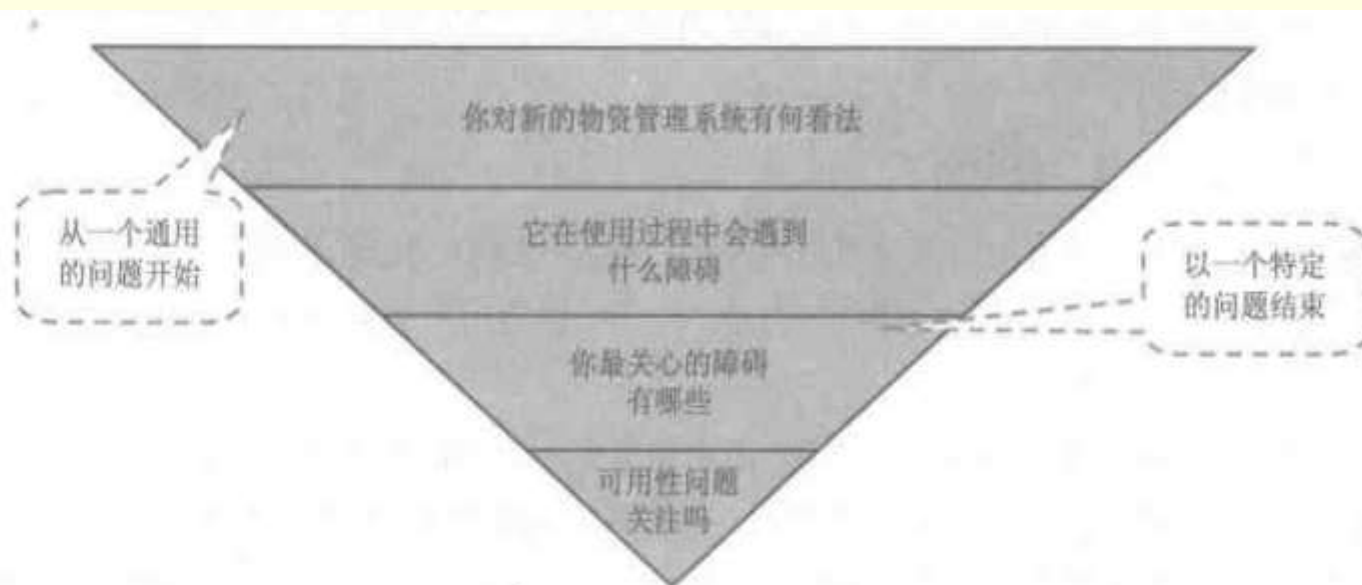 你对新的物资管理系统有何看法
从一个通用
的问题开始
它在使用过程中会遇到
什么障碍
以一个特定
的问题结束
你最关心的障碍
有哪些
可用性问题
关注吗